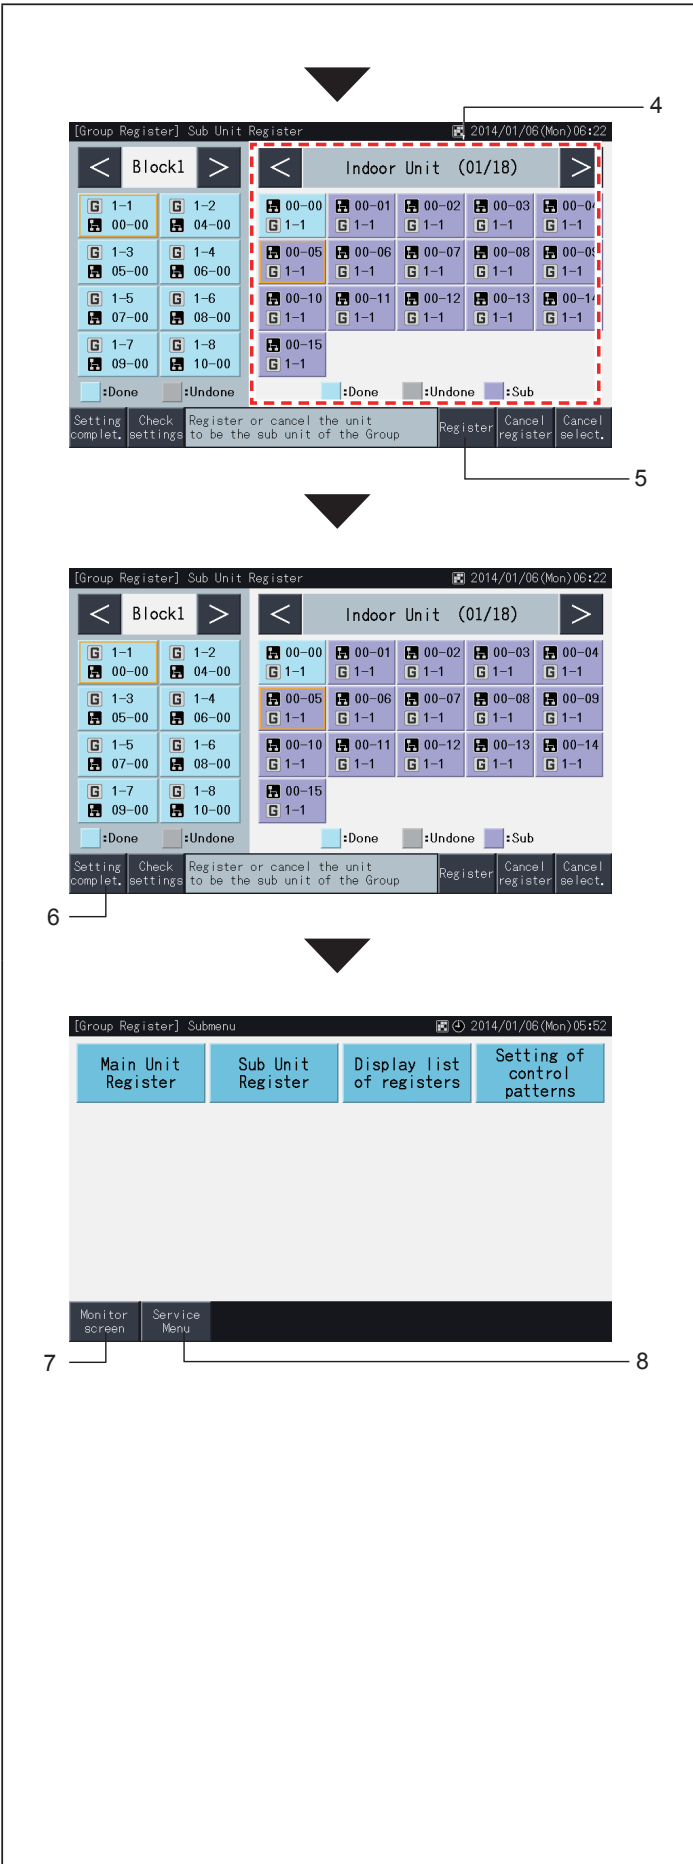 4
[Group Register] Sub Unit Register 2014/01/06(Mon)06:22
< Block1 > < Indoor Unit (01/18) >
G 1-1 G 1-2 00-00 00-01 00-02 00-03 00-04
00-00 04-00 G 1-1 G 1-1 G 1-1 G 1-1 G 1-1
G 1-3 G 1-4 00-05 00-06 00-07 00-08 00-09
05-00 06-00 G 1-1 G 1-1 G 1-1 G 1-1 G 1-1
G 1-5 G 1-6 00-10 00-11 00-12 00-13 00-14
07-00 08-00 G 1-1 G 1-1 G 1-1 G 1-1 G 1-1
G 1-7 G 1-8 00-15
09-00 10-00 G 1-1
:Done :Undone :Done :Undone :Sub
Setting complet. Check settings Register or cancel the unit to be the sub unit of the Group Register Cancel register Cancel select.
5
[Group Register] Sub Unit Register 2014/01/06(Mon)06:22
< Block1 > < Indoor Unit (01/18) >
G 1-1 G 1-2 00-00 00-01 00-02 00-03 00-04
00-00 04-00 G 1-1 G 1-1 G 1-1 G 1-1 G 1-1
G 1-3 G 1-4 00-05 00-06 00-07 00-08 00-09
05-00 06-00 G 1-1 G 1-1 G 1-1 G 1-1 G 1-1
G 1-5 G 1-6 00-10 00-11 00-12 00-13 00-14
07-00 08-00 G 1-1 G 1-1 G 1-1 G 1-1 G 1-1
G 1-7 G 1-8 00-15
09-00 10-00 G 1-1
:Done :Undone :Done :Undone :Sub
Setting complet. Check settings Register or cancel the unit to be the sub unit of the Group Register Cancel register Cancel select.
6
[Group Register] Submenu 2014/01/06(Mon)05:52
Main Unit Register Sub Unit Register Display list of registers Setting of control patterns
Monitor screen Service Menu
7 8